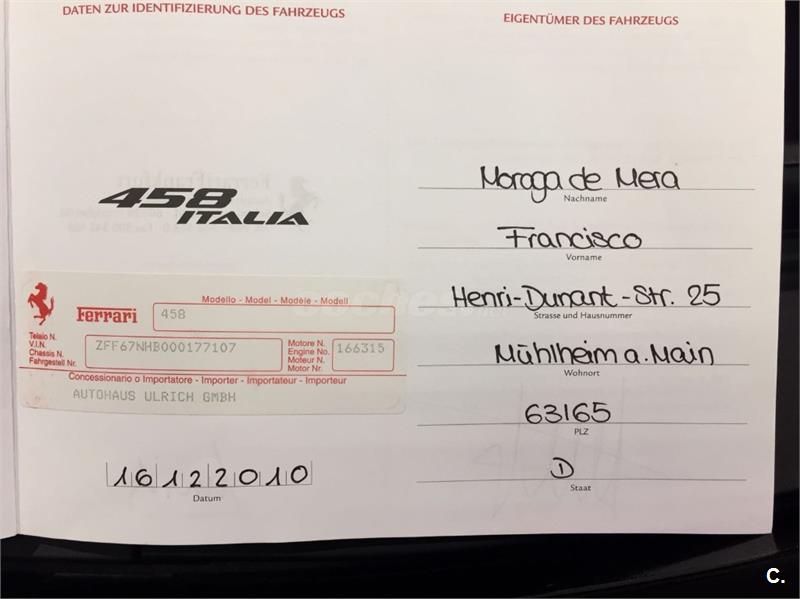 DATEN ZUR IDENTIFIZIERUNG DES FAHRZEUGS
458
ITALIA
Ferrari
Modello - Model - Modèle - Modell
458
Telaio N.
V.I.N.
Chassis N.
Fahrgestell Nr.
ZFF67NHB000177107
Motore N.
Engine No.
Moteur N.
Motor Nr.
166315
Concessionario o Importatore - Importer - Importateur - Importeur
AUTOHAUS ULRICH GMBH
16122010
Datum
EIGENTÜMER DES FAHRZEUGS
Moraga de Mera
Nachname
Francisco
Vorname
Henri-Dunant-Str. 25
Strasse und Hausnummer
Mühlheim a. Main
Wohnort
63165
PLZ
D
Staat
C.